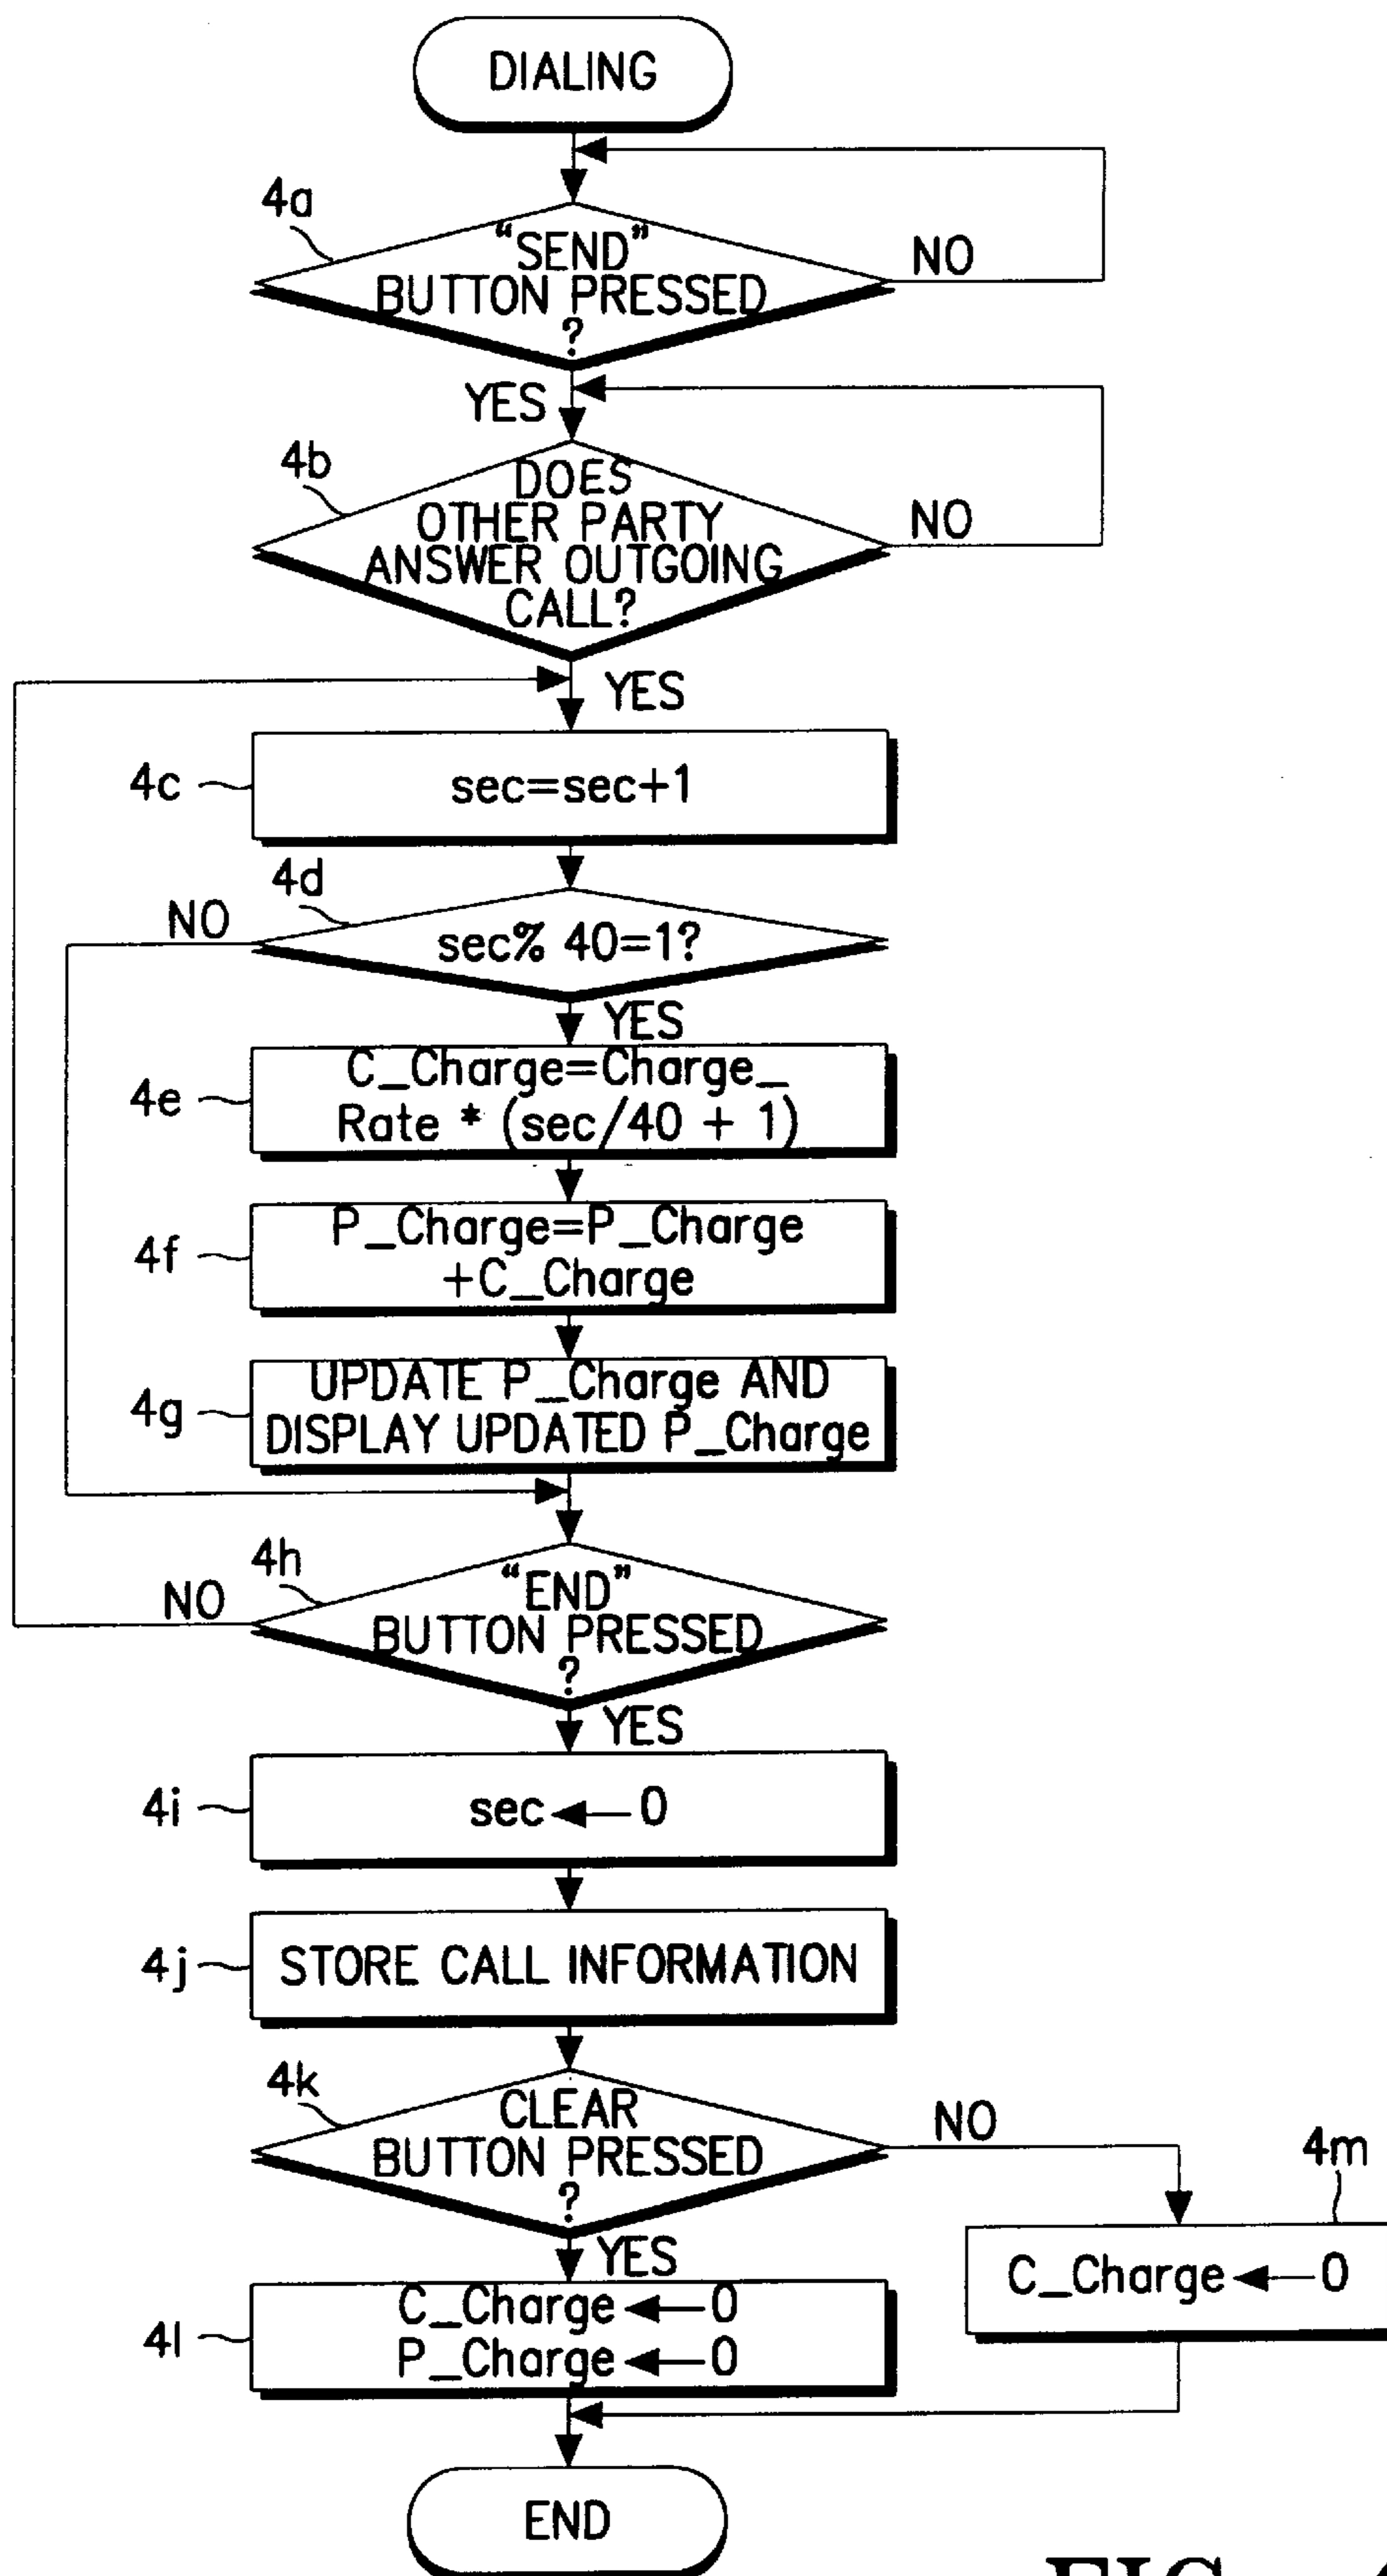 DIALING
4a
"SEND"
BUTTON PRESSED
?
NO
YES
4b
DOES
OTHER PARTY
ANSWER OUTGOING
CALL?
NO
YES
4c
sec=sec+1
4d
NO
sec% 40=1?
YES
4e
C_Charge=Charge_
Rate * (sec/40 + 1)
4f
P_Charge=P_Charge
+C_Charge
4g
UPDATE P_Charge AND
DISPLAY UPDATED P_Charge
4h
NO
"END"
BUTTON PRESSED
?
YES
4i
sec←0
4j
STORE CALL INFORMATION
4k
CLEAR
BUTTON PRESSED
?
NO
4m
YES
C_Charge←0
4l
C_Charge←0
P_Charge←0
END
FIG.